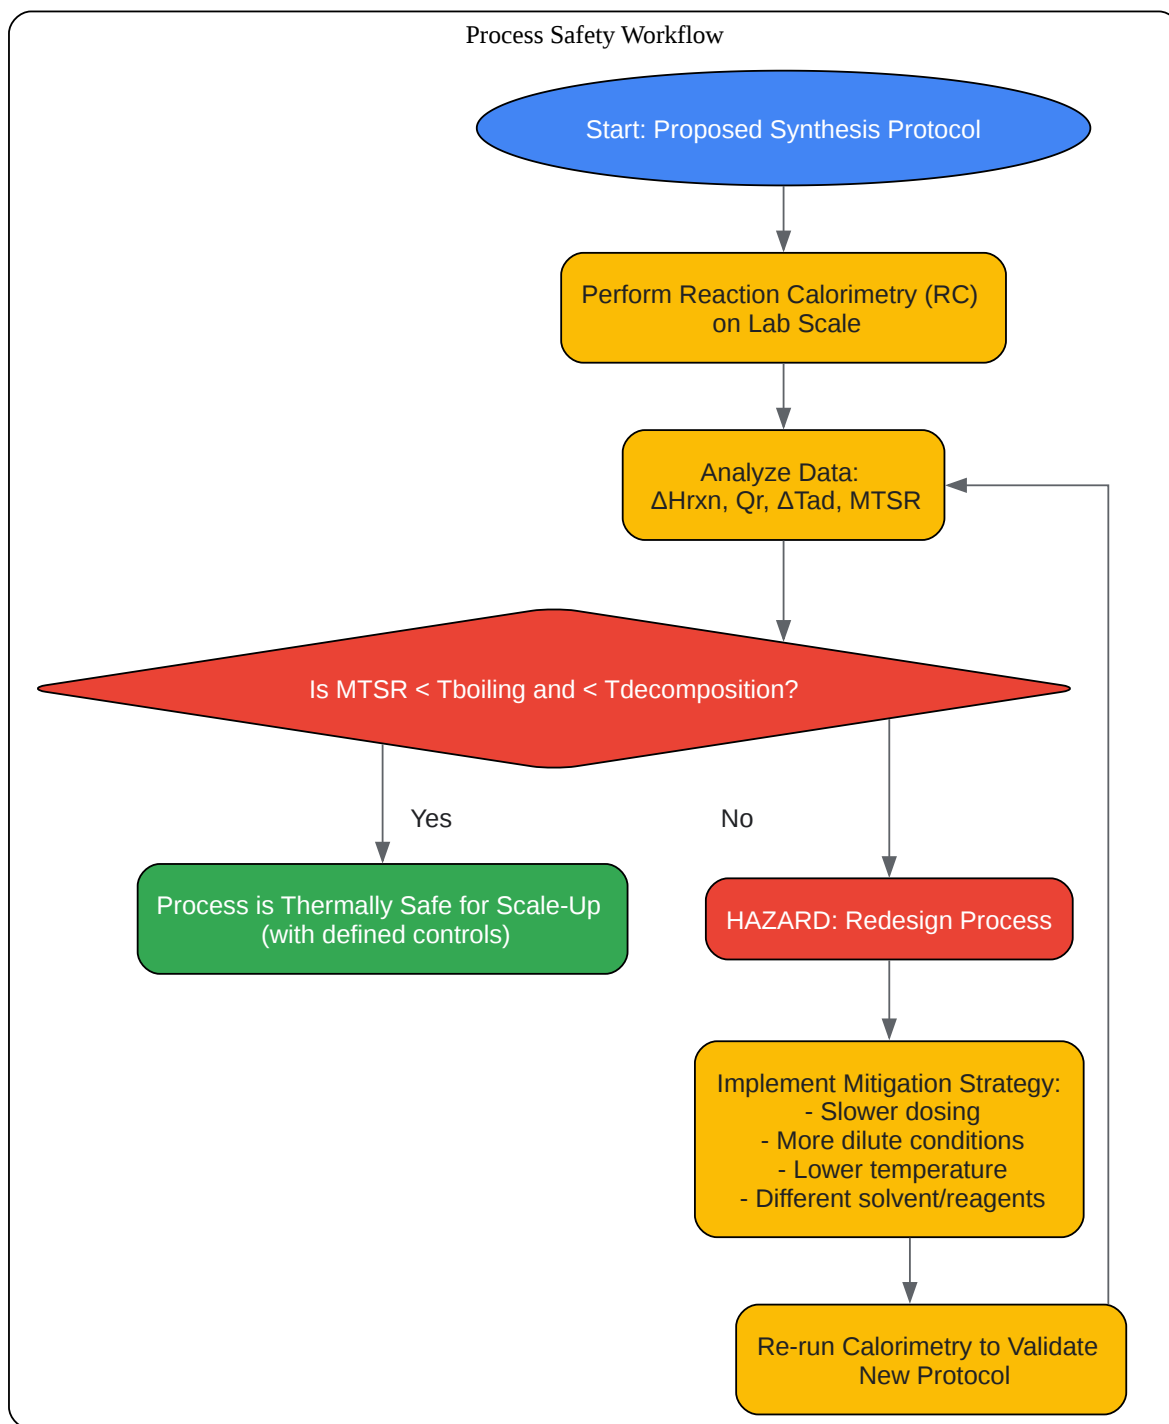 Process Safety Workflow
Start: Proposed Synthesis Protocol
Perform Reaction Calorimetry (RC)
on Lab Scale
Analyze Data:
ΔHrxn, Qr, ΔTad, MTSR
Is MTSR < Tboiling and < Tdecomposition?
Yes
No
Process is Thermally Safe for Scale-Up
(with defined controls)
HAZARD: Redesign Process
Implement Mitigation Strategy:
- Slower dosing
- More dilute conditions
- Lower temperature
- Different solvent/reagents
Re-run Calorimetry to Validate
New Protocol